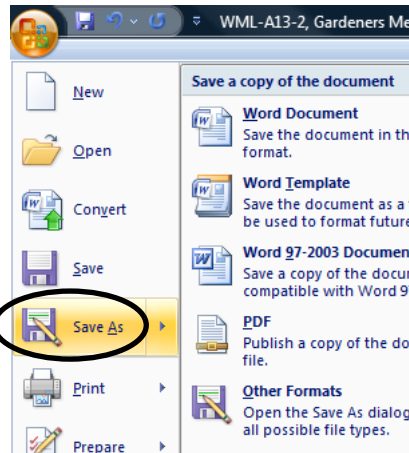 WML-A13-2, Gardeners Me
New
Open
Convert
Save
Save As
Print
Prepare
Save a copy of the document
Word Document
Save the document in th
format.
Word Template
Save the document as a
be used to format future
Word 97-2003 Documen
Save a copy of the docu
compatible with Word 9
PDF
Publish a copy of the do
file.
Other Formats
Open the Save As dialog
all possible file types.